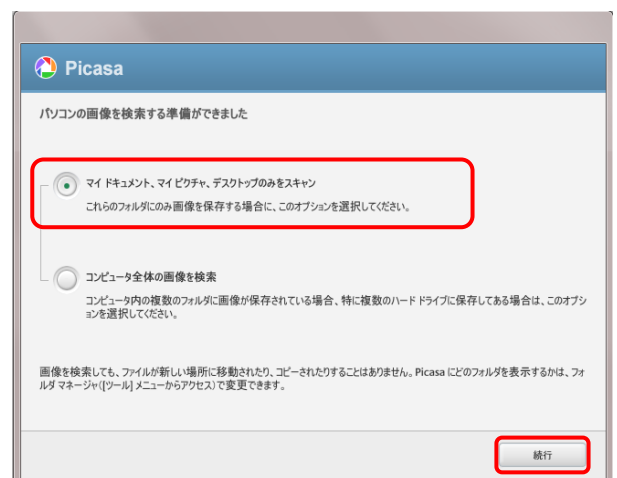 Picasa
パソコンの画像を検索する準備ができました
マイ ドキュメント、マイ ピクチャ、デスクトップのみをスキャン
これらのフォルダにのみ画像を保存する場合に、このオプションを選択してください。
コンピュータ全体の画像を検索
コンピュータ内の複数のフォルダに画像が保存されている場合、特に複数のハード ドライブに保存してある場合は、このオプシ
ョンを選択してください。
画像を検索しても、ファイルが新しい場所に移動されたり、コピーされたりすることはありません。Picasa にどのフォルダを表示するかは、フォ
ルダ マネージャ([ツール] メニューからアクセス)で変更できます。
続行